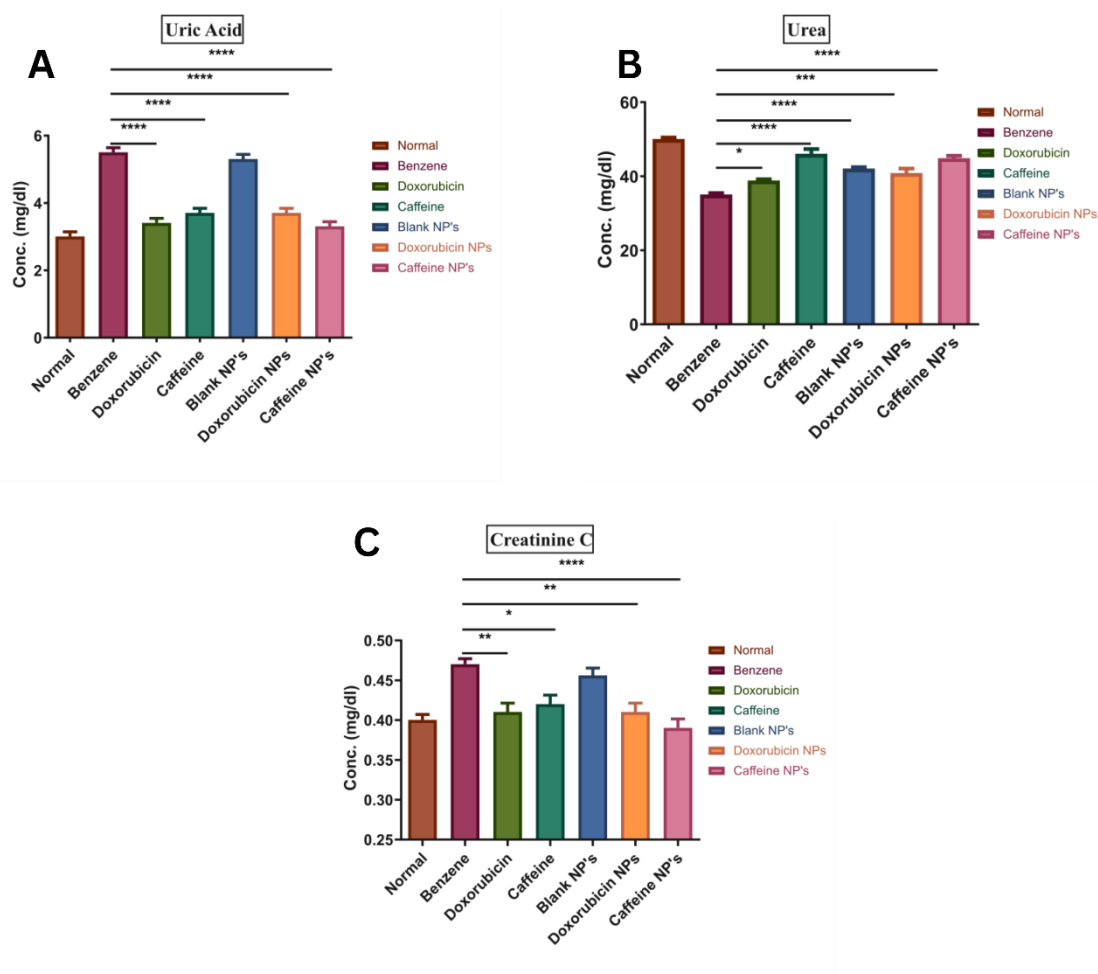 Uric Acid
A
****
****
****
****
Conc. (mg/dl)
6
4
2
0
Normal
Benzene
Doxorubicin
Caffeine
Blank NP's
Doxorubicin NPs
Caffeine NP's
Normal
Benzene
Doxorubicin
Caffeine
Blank NP's
Doxorubicin NPs
Caffeine NP's
Urea
B
****
***
****
****
*
Conc. (mg/dl)
60
40
20
0
Normal
Benzene
Doxorubicin
Caffeine
Blank NP's
Doxorubicin NPs
Caffeine NP's
Normal
Benzene
Doxorubicin
Caffeine
Blank NP's
Doxorubicin NPs
Caffeine NP's
Creatinine C
C
****
**
*
**
Conc. (mg/dl)
0.50
0.45
0.40
0.35
0.30
0.25
Normal
Benzene
Doxorubicin
Caffeine
Blank NP's
Doxorubicin NPs
Caffeine NP's
Normal
Benzene
Doxorubicin
Caffeine
Blank NP's
Doxorubicin NPs
Caffeine NP's